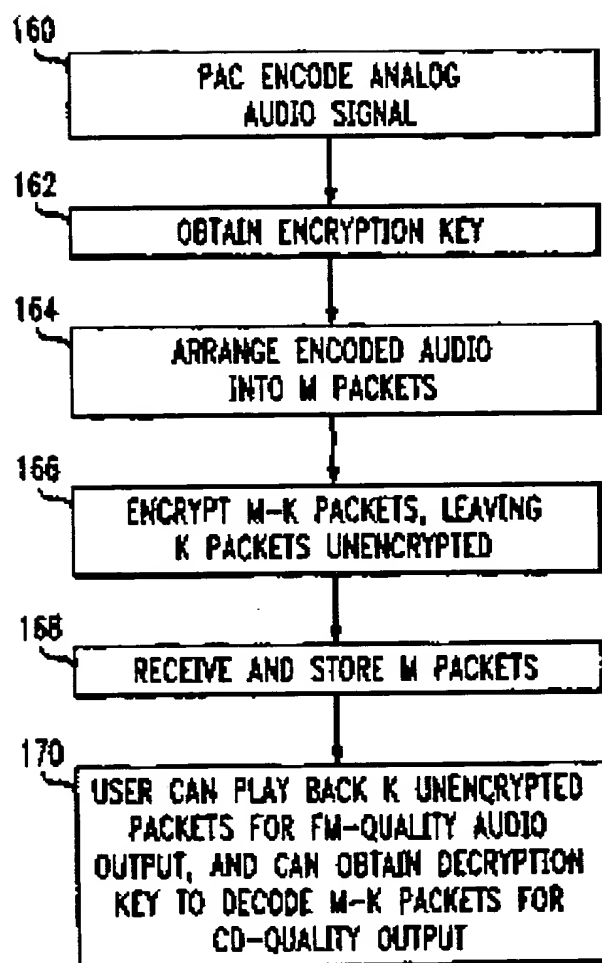 160
PAC ENCODE ANALOG
AUDIO SIGNAL
162
OBTAIN ENCRYPTION KEY
164
ARRANGE ENCODED AUDIO
INTO M PACKETS
166
ENCRYPT M-K PACKETS, LEAVING
K PACKETS UNENCRYPTED
168
RECEIVE AND STORE M PACKETS
170
USER CAN PLAY BACK K UNENCRYPTED
PACKETS FOR FM-QUALITY AUDIO
OUTPUT, AND CAN OBTAIN DECRYPTION
KEY TO DECODE M-K PACKETS FOR
CD-QUALITY OUTPUT